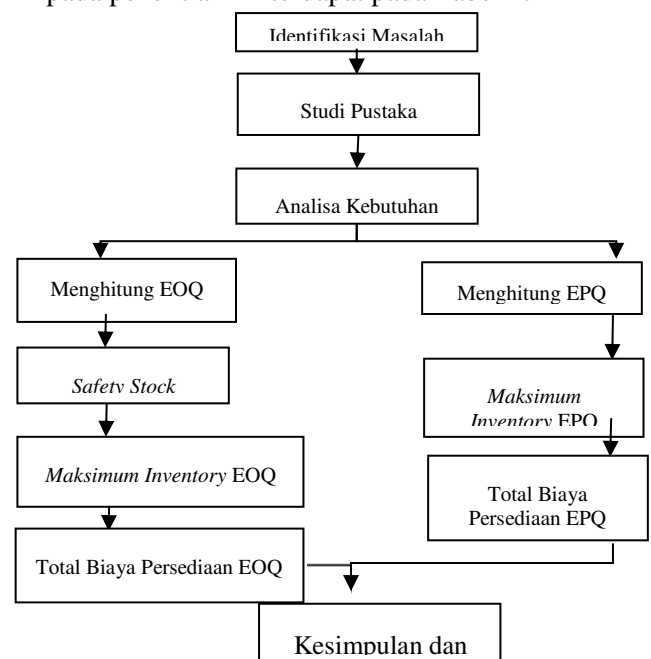 Identifikasi Masalah
Studi Pustaka
Analisa Kebutuhan
Menghitung EOQ
Menghitung EPQ
Safety Stock
Maksimum
Inventory EPQ
Maksimum Inventory EOQ
Total Biaya
Persediaan EPQ
Total Biaya Persediaan EOQ
Kesimpulan dan